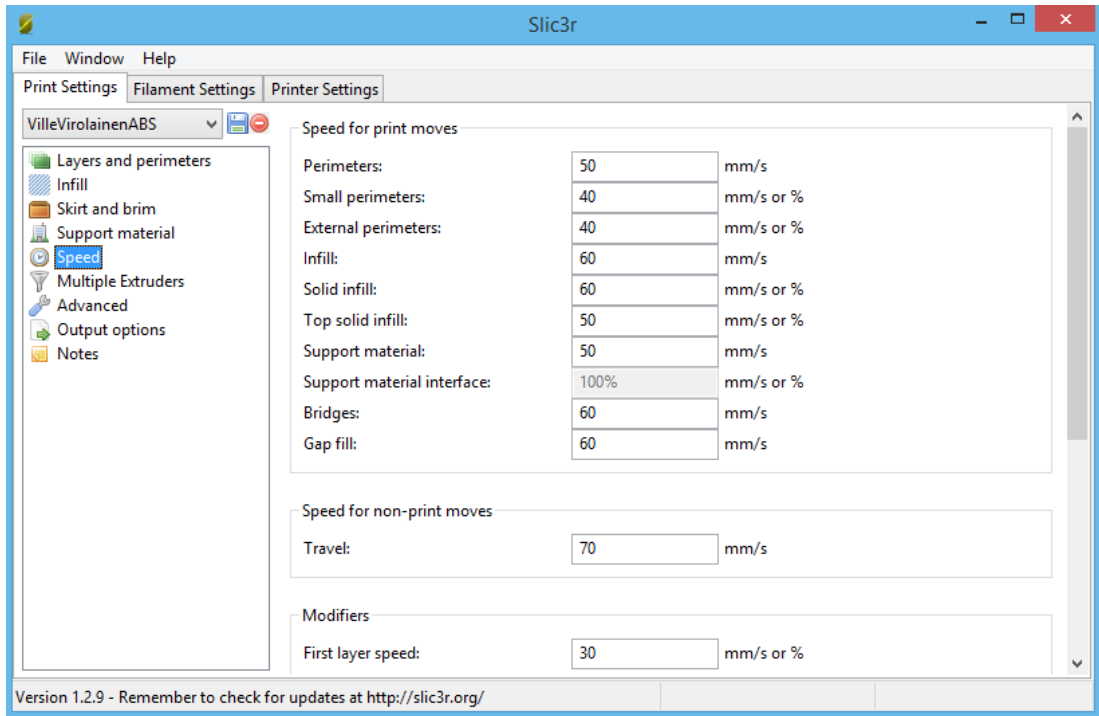 Slic3r
File Window Help
Print Settings Filament Settings Printer Settings
VilleVirolainenABS
Layers and perimeters
Infill
Skirt and brim
Support material
Speed
Multiple Extruders
Advanced
Output options
Notes
Speed for print moves
Perimeters: 50 mm/s
Small perimeters: 40 mm/s or %
External perimeters: 40 mm/s or %
Infill: 60 mm/s
Solid infill: 60 mm/s or %
Top solid infill: 50 mm/s or %
Support material: 50 mm/s
Support material interface: 100% mm/s or %
Bridges: 60 mm/s
Gap fill: 60 mm/s
Speed for non-print moves
Travel: 70 mm/s
Modifiers
First layer speed: 30 mm/s or %
Version 1.2.9 - Remember to check for updates at http://slic3r.org/